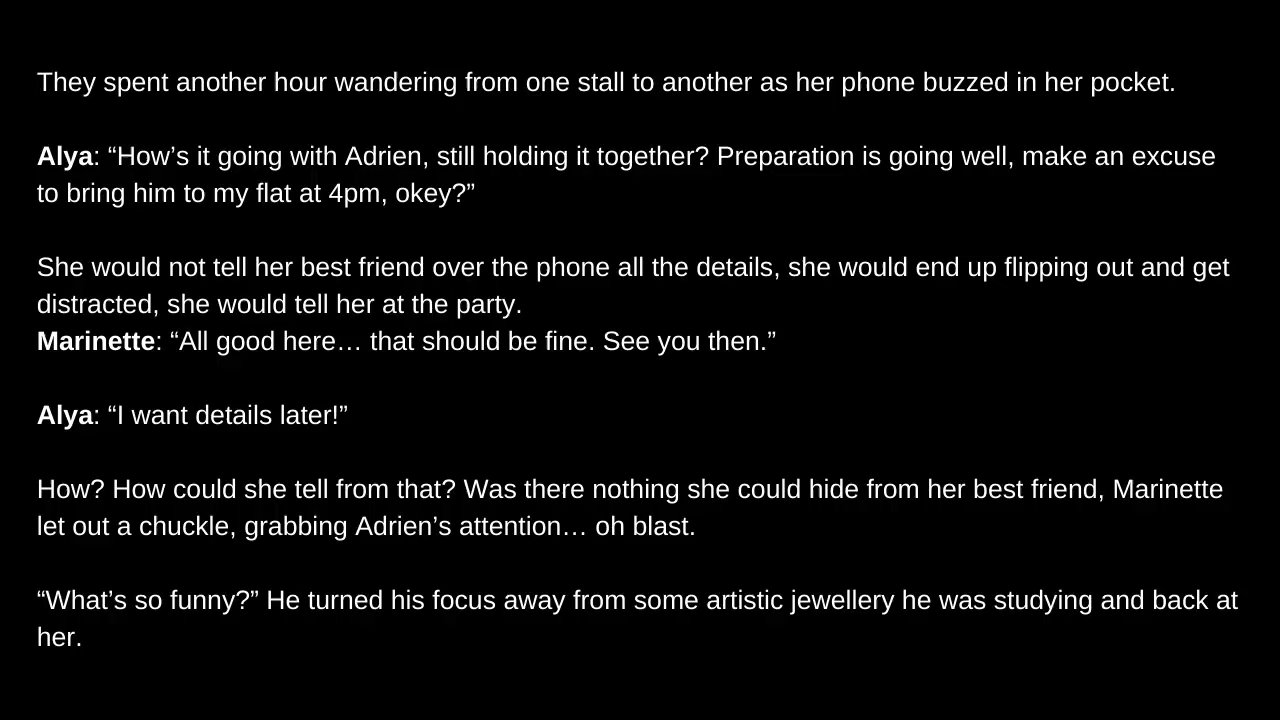 They spent another hour wandering from one stall to another as her phone buzzed in her pocket.
Alya: “How’s it going with Adrien, still holding it together? Preparation is going well, make an excuse
to bring him to my flat at 4pm, okey?”
She would not tell her best friend over the phone all the details, she would end up flipping out and get
distracted, she would tell her at the party.
Marinette: “All good here… that should be fine. See you then.”
Alya: “I want details later!”
How? How could she tell from that? Was there nothing she could hide from her best friend, Marinette
let out a chuckle, grabbing Adrien’s attention… oh blast.
“What’s so funny?” He turned his focus away from some artistic jewellery he was studying and back at
her.